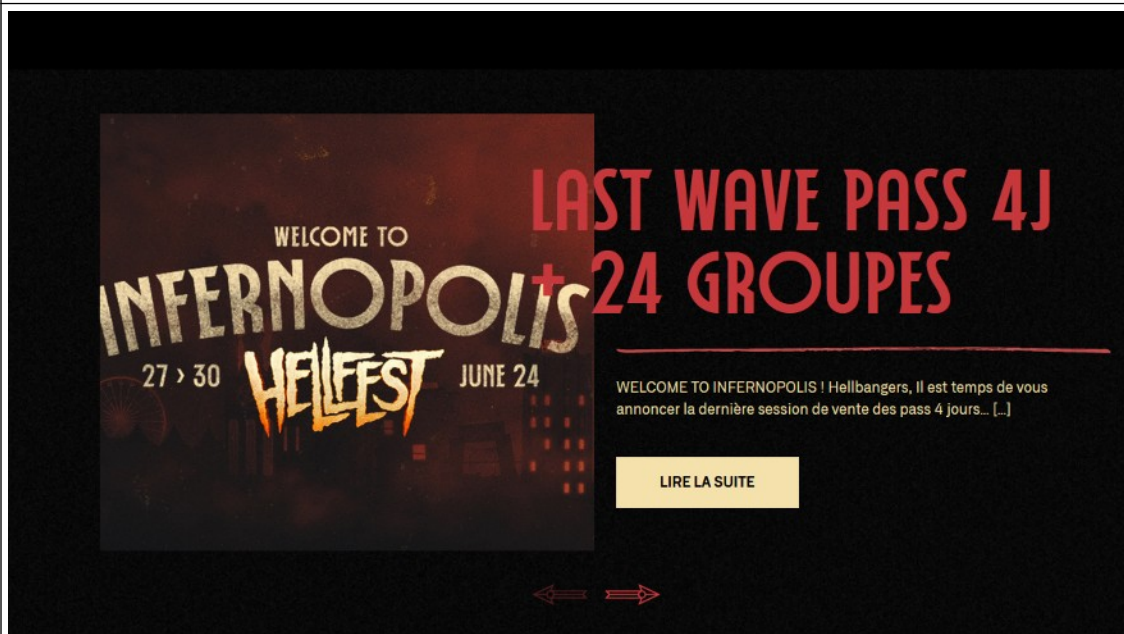 WELCOME TO
INFERNOPOLIS
27 › 30
HELLFEST
JUNE 24
LAST WAVE PASS 4J
+ 24 GROUPES
WELCOME TO INFERNOPOLIS ! Hellbangers, Il est temps de vous
annoncer la dernière session de vente des pass 4 jours... [...]
LIRE LA SUITE